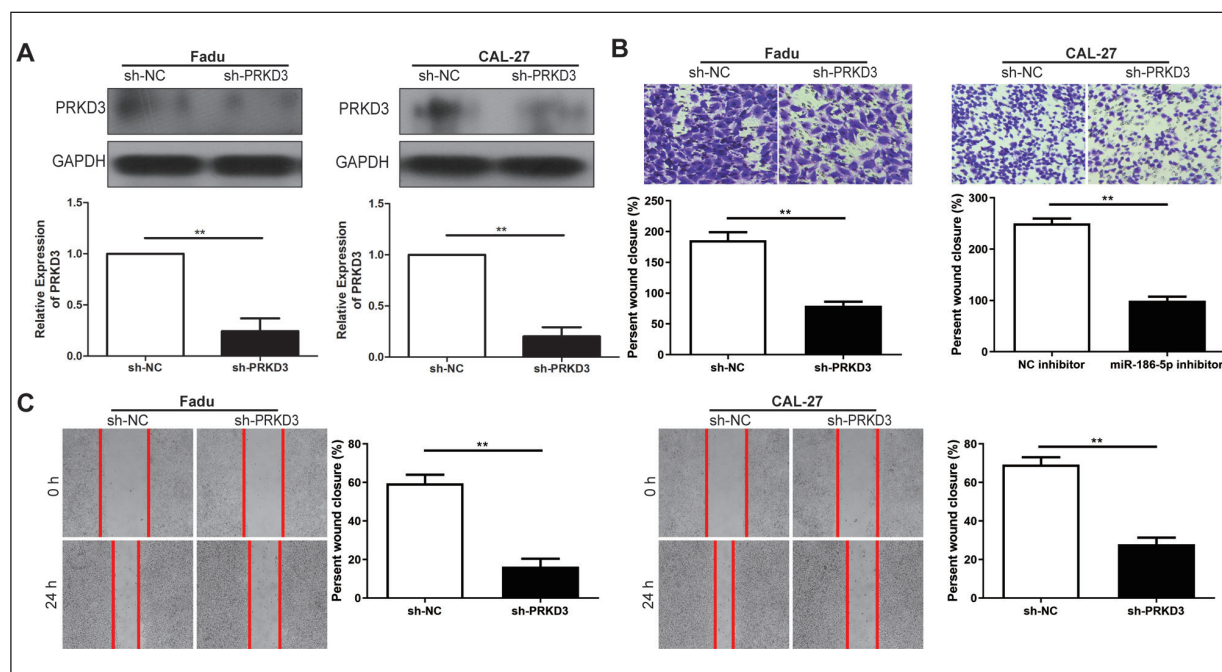 A
Fadu
sh-NC sh-PRKD3
PRKD3
GAPDH
Relative Expression
of PRKD3
1.5
1.0
0.5
0.0
**
sh-NC sh-PRKD3
CAL-27
sh-NC sh-PRKD3
PRKD3
GAPDH
Relative Expression
of PRKD3
1.5
1.0
0.5
0.0
**
sh-NC sh-PRKD3
B
Fadu
sh-NC sh-PRKD3
Persent wound closure (%)
250
200
150
100
50
0
**
sh-NC sh-PRKD3
CAL-27
sh-NC sh-PRKD3
Persent wound closure (%)
300
200
100
0
**
NC inhibitor miR-186-5p inhibitor
C
Fadu
sh-NC sh-PRKD3
0 h
24 h
Persent wound closure (%)
80
60
40
20
0
**
sh-NC sh-PRKD3
CAL-27
sh-NC sh-PRKD3
0 h
24 h
Persent wound closure (%)
80
60
40
20
0
**
sh-NC sh-PRKD3